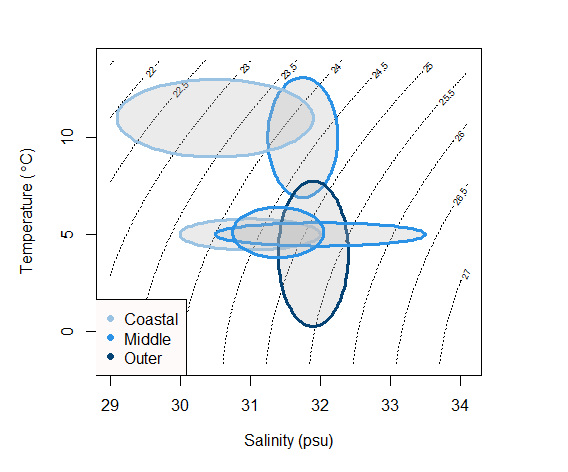 22
22.5
23
23.5
24
24.5
25
25.5
26
26.5
27
Temperature (°C)
10
5
0
Coastal
Middle
Outer
29 30 31 32 33 34
Salinity (psu)